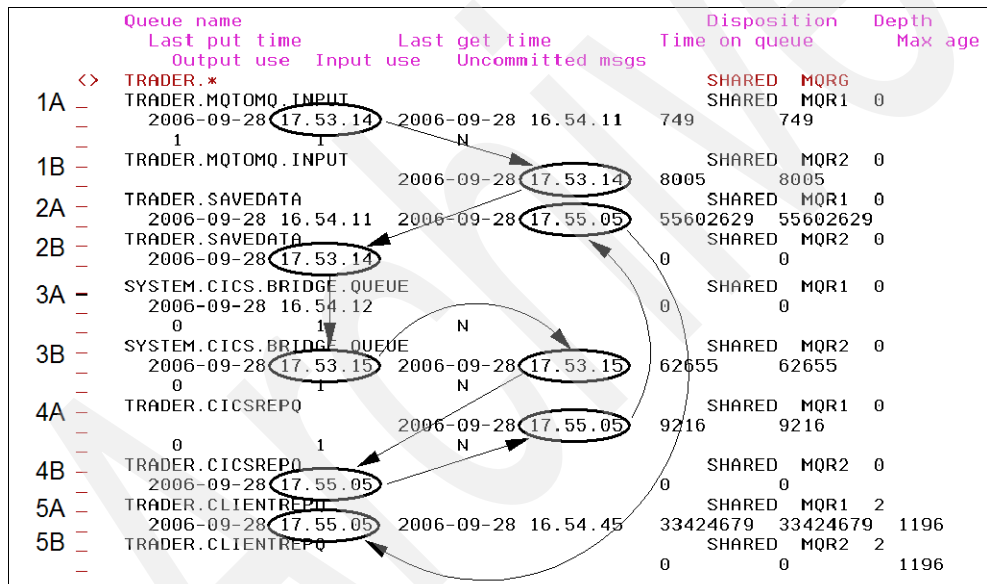 Queue name Disposition Depth
Last put time Last get time Time on queue Max age
Output use Input use Uncommitted msgs
<> TRADER.* SHARED MQRG
1A _ TRADER.MQTOMQ.INPUT SHARED MQR1 0
_ 2006-09-28 17.53.14 2006-09-28 16.54.11 749 749
_ 1 1 N
1B _ TRADER.MQTOMQ.INPUT SHARED MQR2 0
_ 2006-09-28 17.53.14 8005 8005
2A _ TRADER.SAVEDATA SHARED MQR1 0
_ 2006-09-28 16.54.11 2006-09-28 17.55.05 55602629 55602629
2B _ TRADER.SAVEDATA SHARED MQR2 0
_ 2006-09-28 17.53.14 0 0
3A _ SYSTEM.CICS.BRIDGE.QUEUE SHARED MQR1 0
_ 2006-09-28 16.54.12 0 0
_ 0 1 N
3B _ SYSTEM.CICS.BRIDGE.QUEUE SHARED MQR2 0
_ 2006-09-28 17.53.15 2006-09-28 17.53.15 62655 62655
_ 0 1 N
4A _ TRADER.CICSREPQ SHARED MQR1 0
_ 2006-09-28 17.55.05 9216 9216
_ 0 1 N
4B _ TRADER.CICSREPQ SHARED MQR2 0
_ 2006-09-28 17.55.05 0 0
5A _ TRADER.CLIENTREPQ SHARED MQR1 2
_ 2006-09-28 17.55.05 2006-09-28 16.54.45 33424679 33424679 1196
5B _ TRADER.CLIENTREPQ SHARED MQR2 2
_ 0 0 1196